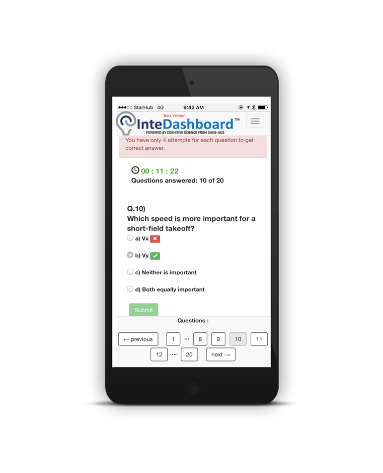 StarHub 4G 9:42 AM
Beta Version
InteDashboard™
POWERED BY COGNITIVE SCIENCE FROM DUKE-NUS
You have only 4 attempts for each question to get
correct answer.
00 : 11 : 22
Questions answered: 10 of 20
Q.10)
Which speed is more important for a
short-field takeoff?
a) Vx
b) Vy
c) Neither is important
d) Both equally important
Submit
Questions :
← previous 1 ... 8 9 10 11
12 ... 20 next →